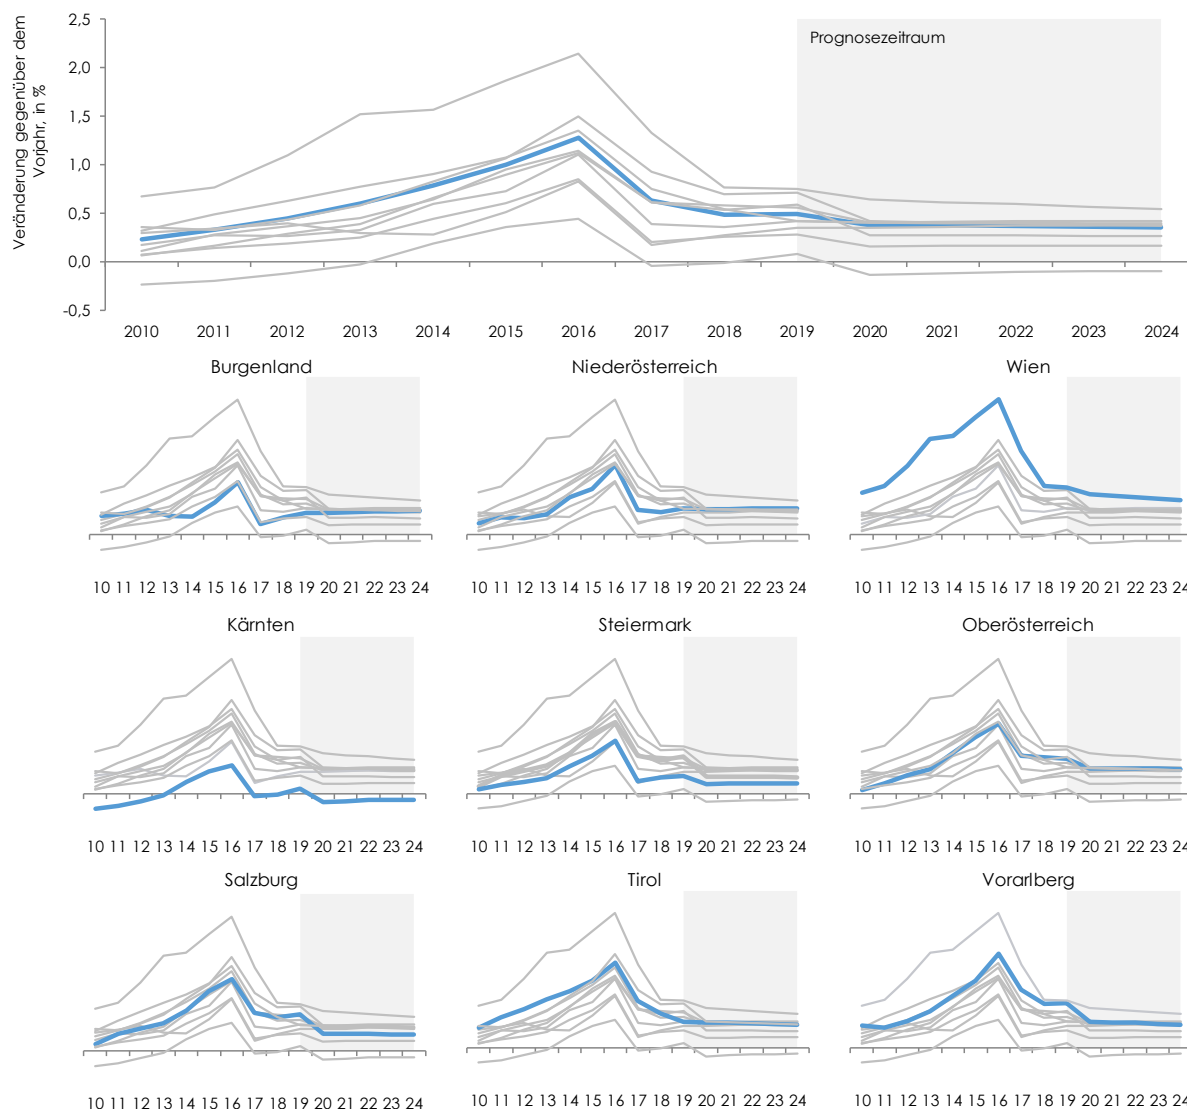 Veränderung gegenüber dem
Vorjahr, in %
2,5
2,0
1,5
1,0
0,5
0,0
-0,5
Prognosezeitraum
2010 2011 2012 2013 2014 2015 2016 2017 2018 2019 2020 2021 2022 2023 2024
Burgenland Niederösterreich Wien
10 11 12 13 14 15 16 17 18 19 20 21 22 23 24 10 11 12 13 14 15 16 17 18 19 20 21 22 23 24 10 11 12 13 14 15 16 17 18 19 20 21 22 23 24
Kärnten Steiermark Oberösterreich
10 11 12 13 14 15 16 17 18 19 20 21 22 23 24 10 11 12 13 14 15 16 17 18 19 20 21 22 23 24 10 11 12 13 14 15 16 17 18 19 20 21 22 23 24
Salzburg Tirol Vorarlberg
10 11 12 13 14 15 16 17 18 19 20 21 22 23 24 10 11 12 13 14 15 16 17 18 19 20 21 22 23 24 10 11 12 13 14 15 16 17 18 19 20 21 22 23 24